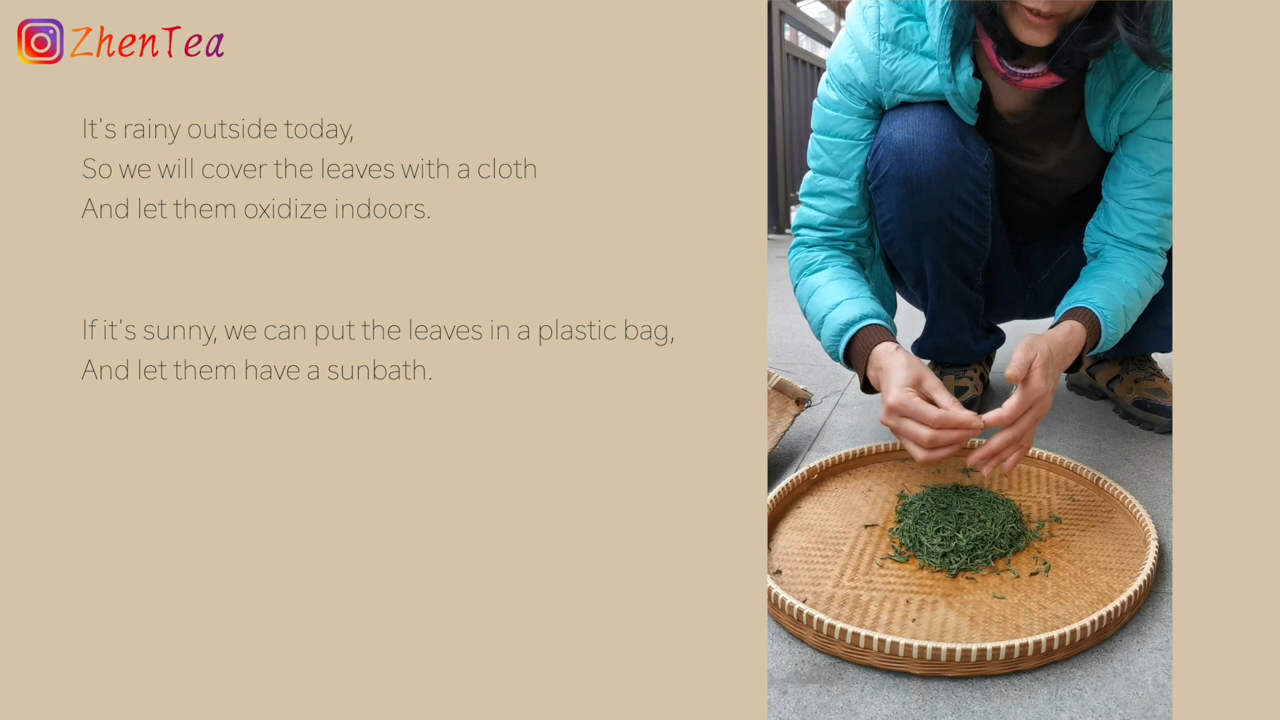 ZhenTea
It's rainy outside today,
So we will cover the leaves with a cloth
And let them oxidize indoors.
If it's sunny, we can put the leaves in a plastic bag,
And let them have a sunbath.